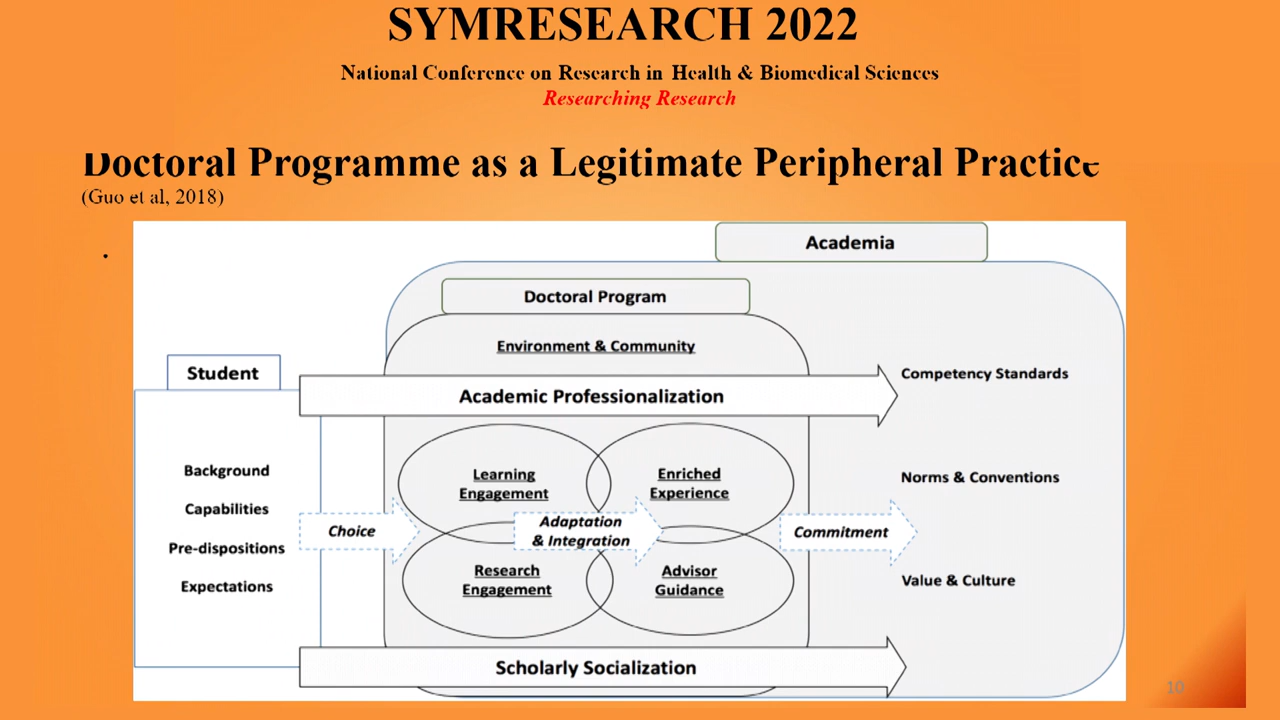 SYMRESEARCH 2022
National Conference on Research in Health & Biomedical Sciences
Researching Research
Doctoral Programme as a Legitimate Peripheral Practice
(Guo et al, 2018)
Academia
Doctoral Program
Environment & Community
Student
Competency Standards
Academic Professionalization
Background
Learning
Engagement
Enriched
Experience
Norms & Conventions
Capabilities
Choice
Adaptation
& Integration
Commitment
Pre-dispositions
Research
Engagement
Advisor
Guidance
Value & Culture
Expectations
Scholarly Socialization
10